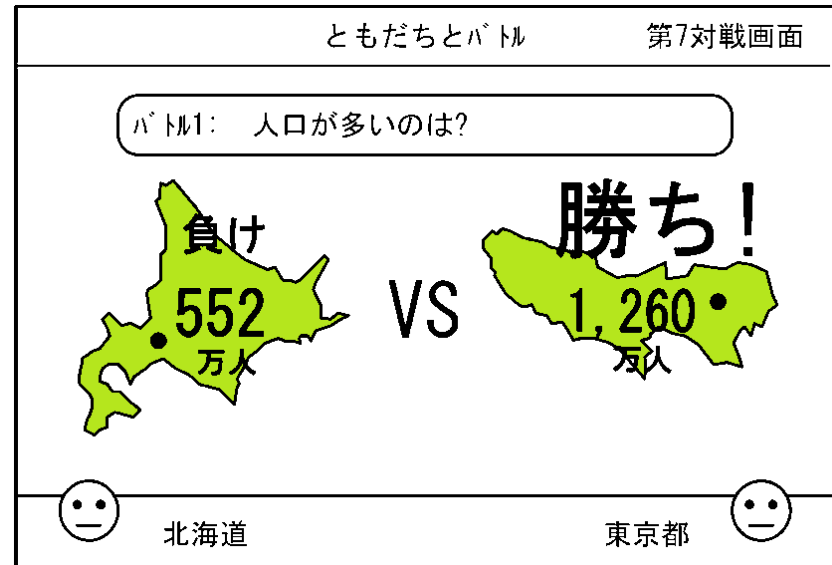 ともだちとﾊﾞﾄﾙ
第7対戦画面
ﾊﾞﾄﾙ1: 人口が多いのは?
負け
552
万人
VS
勝ち!
1,260
万人
北海道
東京都